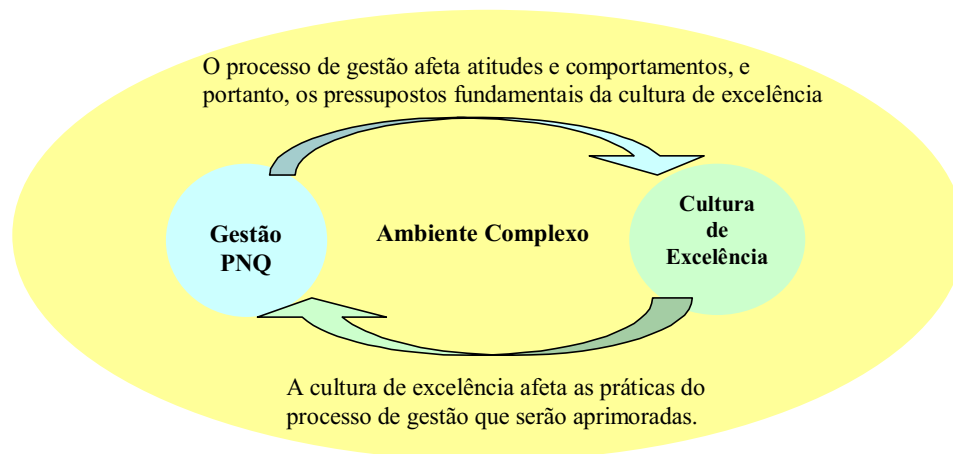 O processo de gestão afeta atitudes e comportamentos, e
portanto, os pressupostos fundamentais da cultura de excelência
Gestão
PNQ
Ambiente Complexo
Cultura
de
Excelência
A cultura de excelência afeta as práticas do
processo de gestão que serão aprimoradas.